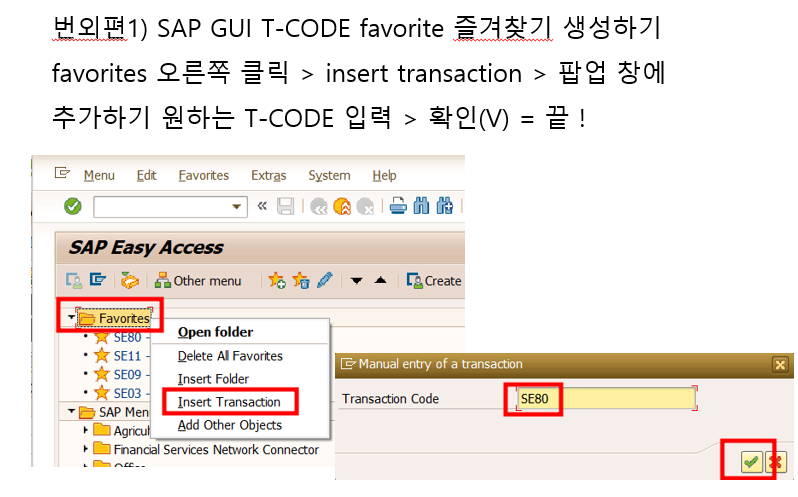 번외편1) SAP GUI T-CODE favorite 즐겨찾기 생성하기
favorites 오른쪽 클릭 > insert transaction > 팝업 창에
추가하기 원하는 T-CODE 입력 > 확인(V) = 끝 !
Menu Edit Favorites Extras System Help
SAP Easy Access
Other menu Create
Favorites
SE80 -
SE11 -
SE09 -
SE03 -
SAP Men
Agricul
Financial Services Network Connector
Open folder
Delete All Favorites
Insert Folder
Insert Transaction
Add Other Objects
Manual entry of a transaction
Transaction Code SE80